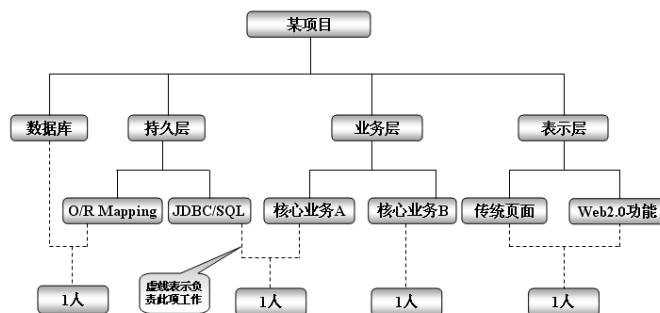 某项目
数据库
持久层
业务层
表示层
O/R Mapping
JDBC/SQL
核心业务A
核心业务B
传统页面
Web2.0功能
虚线表示负
责此项工作
1人
1人
1人
1人